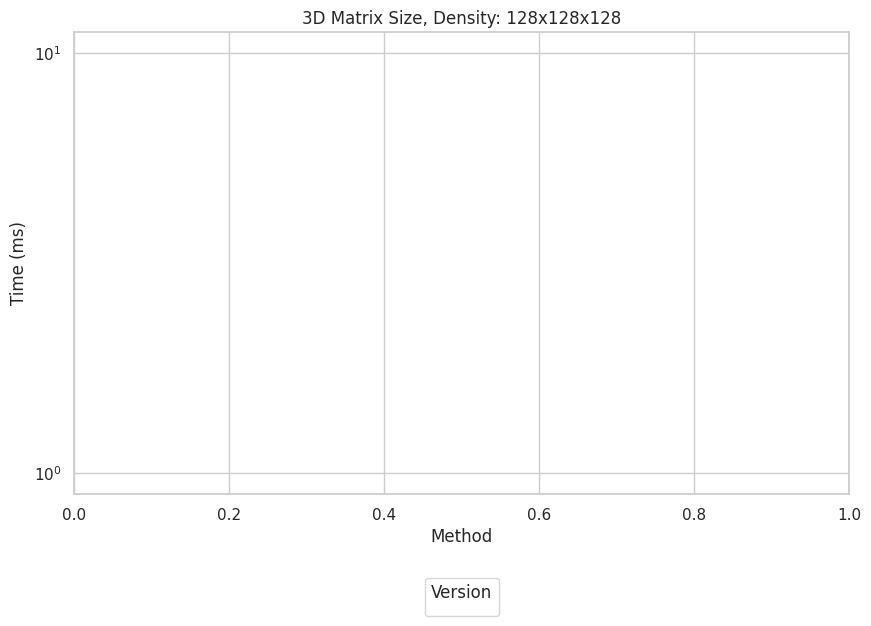 3D Matrix Size, Density: 128x128x128
10¹
Time (ms)
10⁰
0.0 0.2 0.4 0.6 0.8 1.0
Method
Version